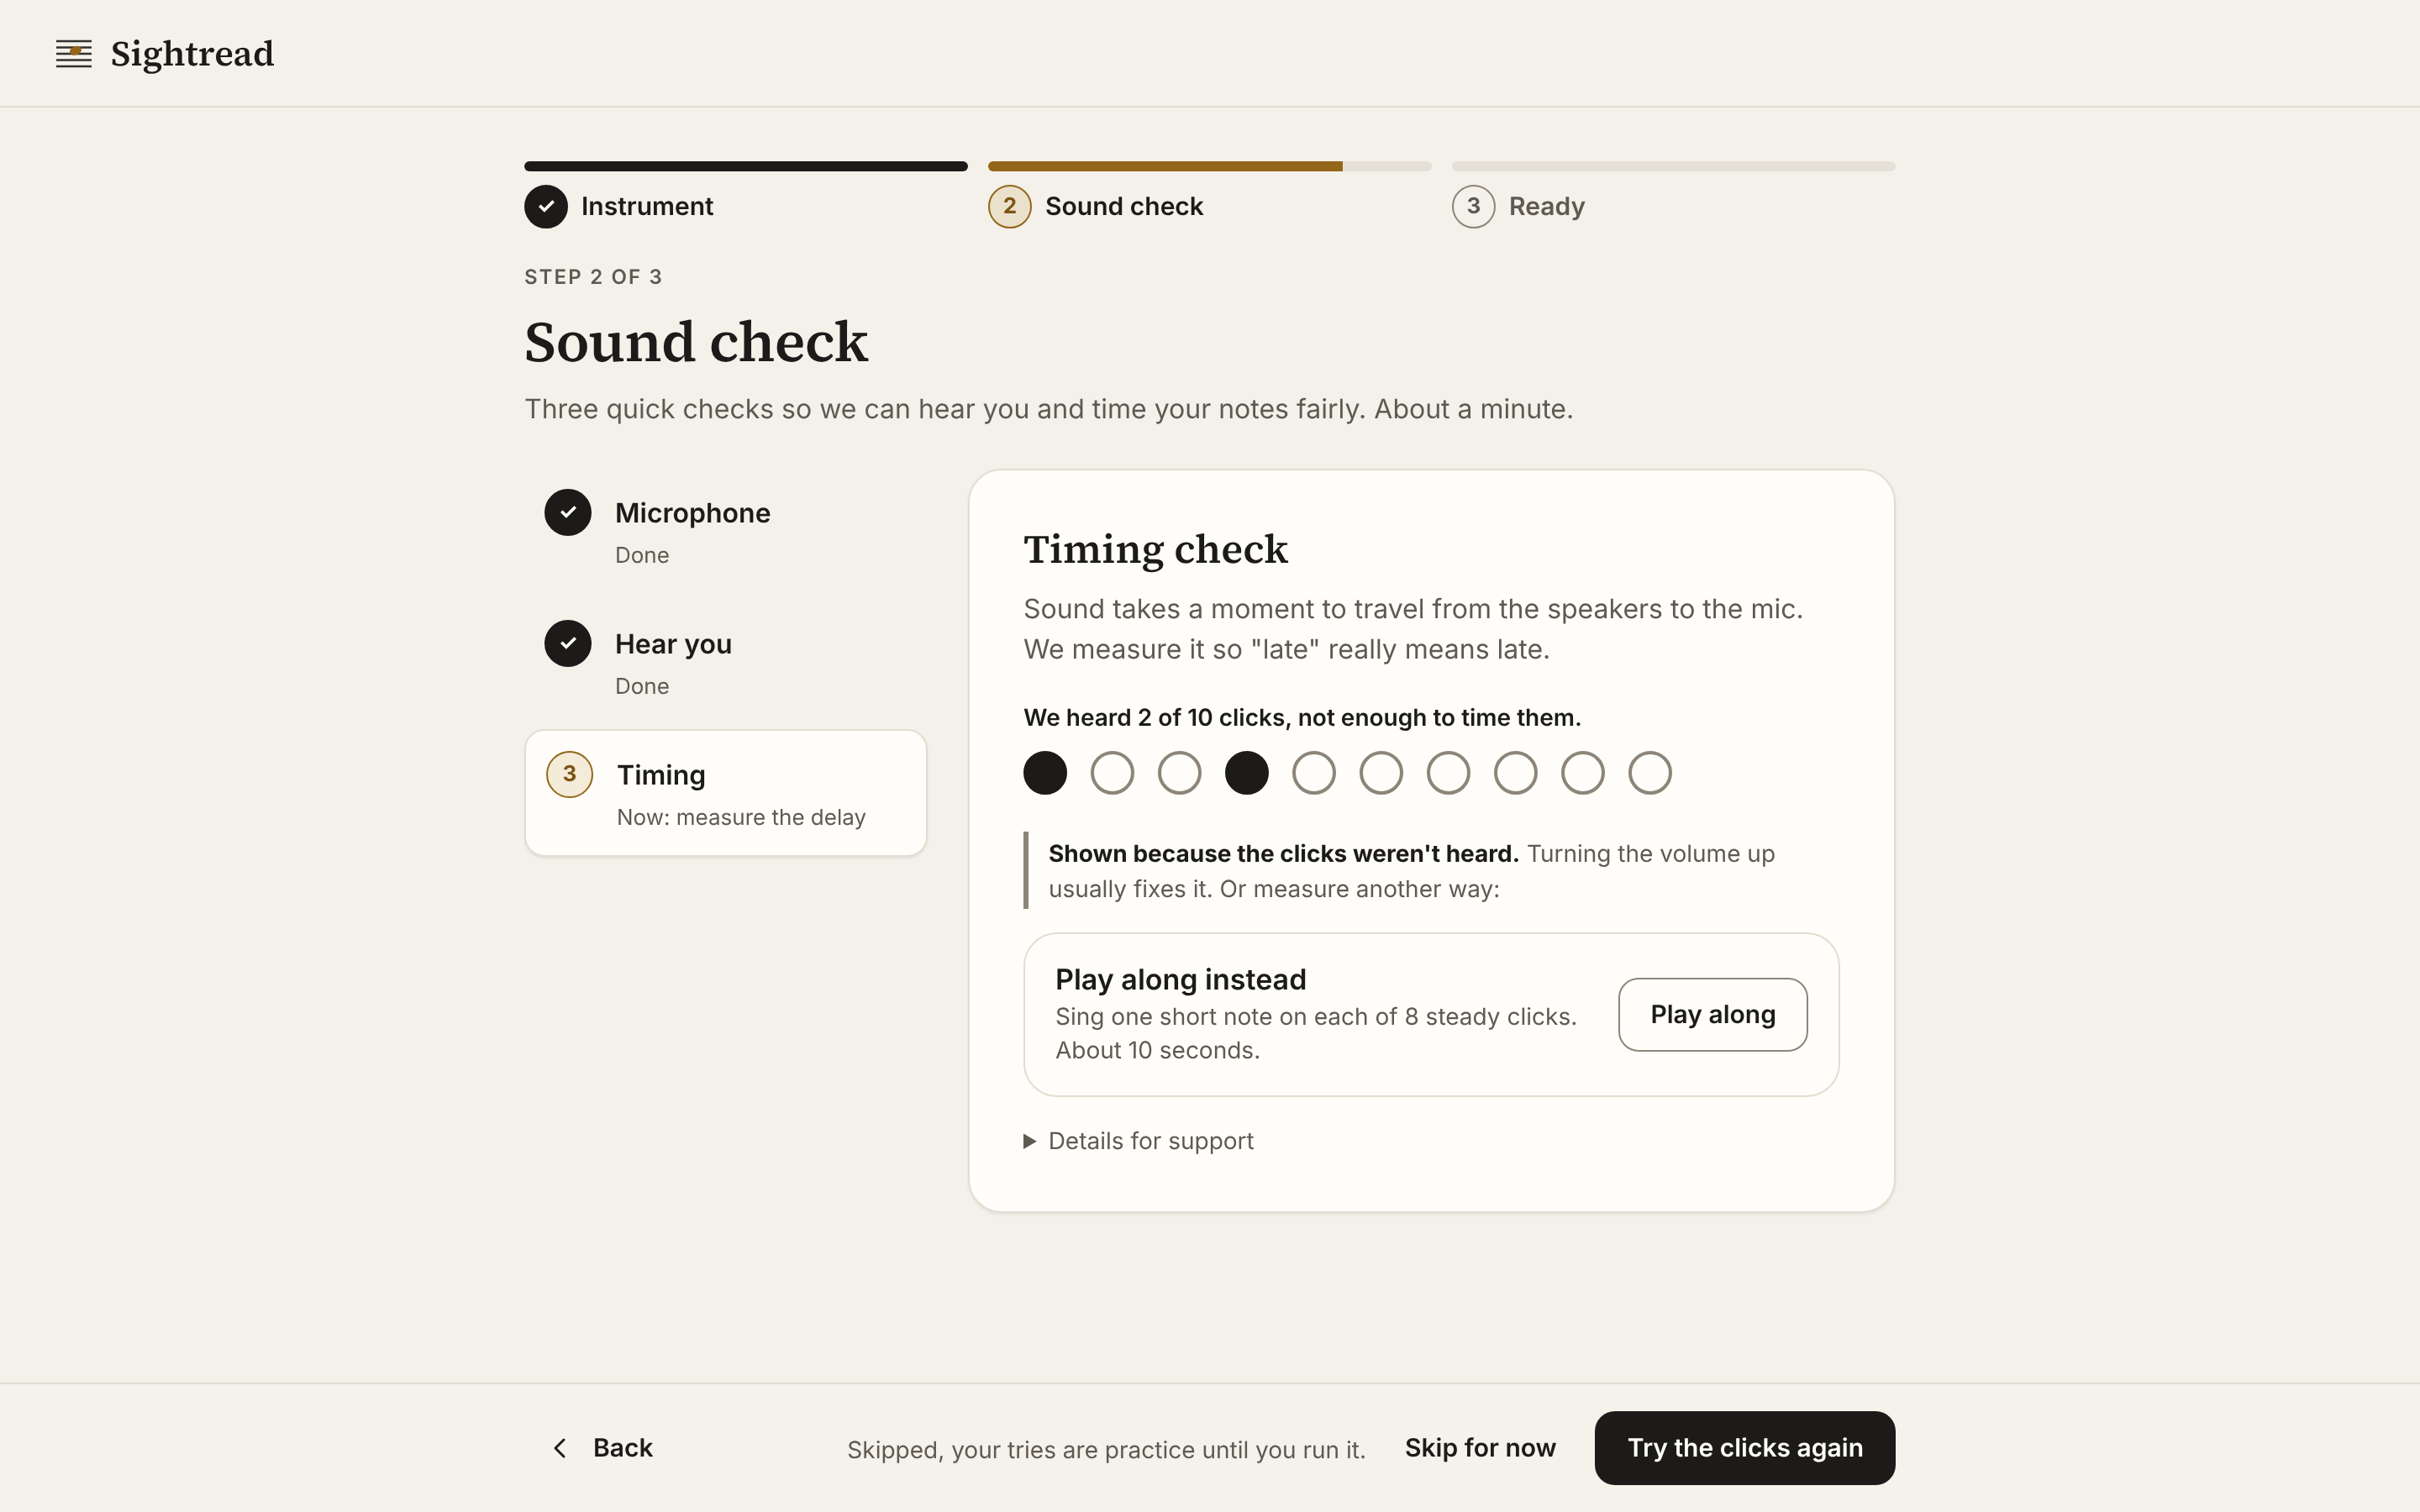 Sightread
Instrument
2 Sound check
3 Ready
STEP 2 OF 3
Sound check
Three quick checks so we can hear you and time your notes fairly. About a minute.
Microphone
Done
Hear you
Done
3 Timing
Now: measure the delay
Timing check
Sound takes a moment to travel from the speakers to the mic.
We measure it so "late" really means late.
We heard 2 of 10 clicks, not enough to time them.
Shown because the clicks weren't heard. Turning the volume up
usually fixes it. Or measure another way:
Play along instead
Sing one short note on each of 8 steady clicks.
About 10 seconds.
Play along
Details for support
Back
Skipped, your tries are practice until you run it.
Skip for now
Try the clicks again